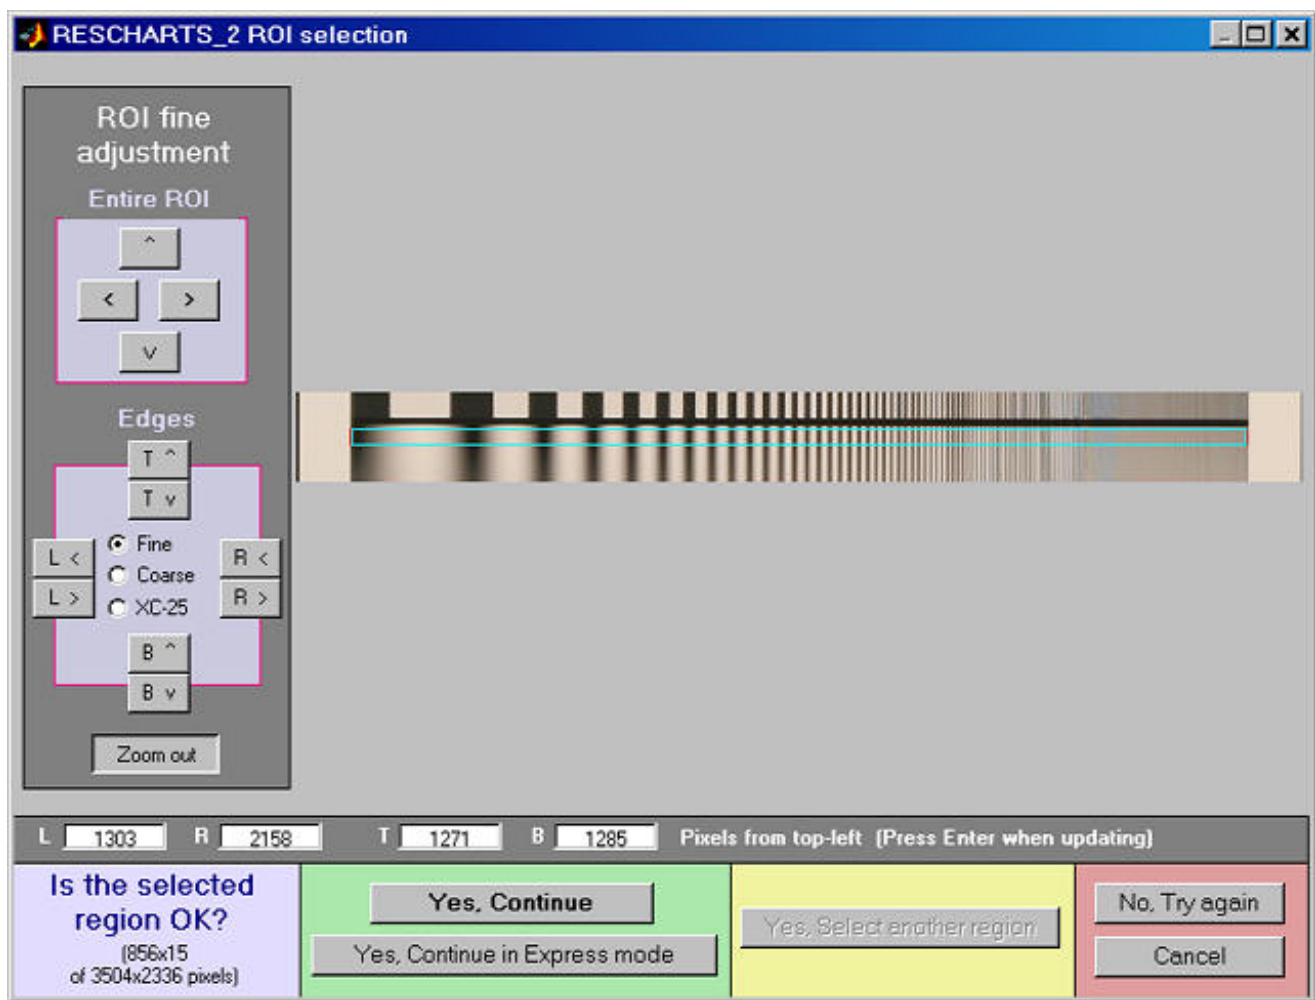 RESCHARTS_2 ROI selection
ROI fine
adjustment
Entire ROI
^
< >
v
Edges
T ^
T v
L <
L >
Fine
Coarse
XC-25
R <
R >
B ^
B v
Zoom out
L 1303 R 2158 T 1271 B 1285 Pixels from top-left (Press Enter when updating)
Is the selected
region OK?
(856x15
of 3504x2336 pixels)
Yes, Continue
Yes, Continue in Express mode
Yes, Select another region
No, Try again
Cancel